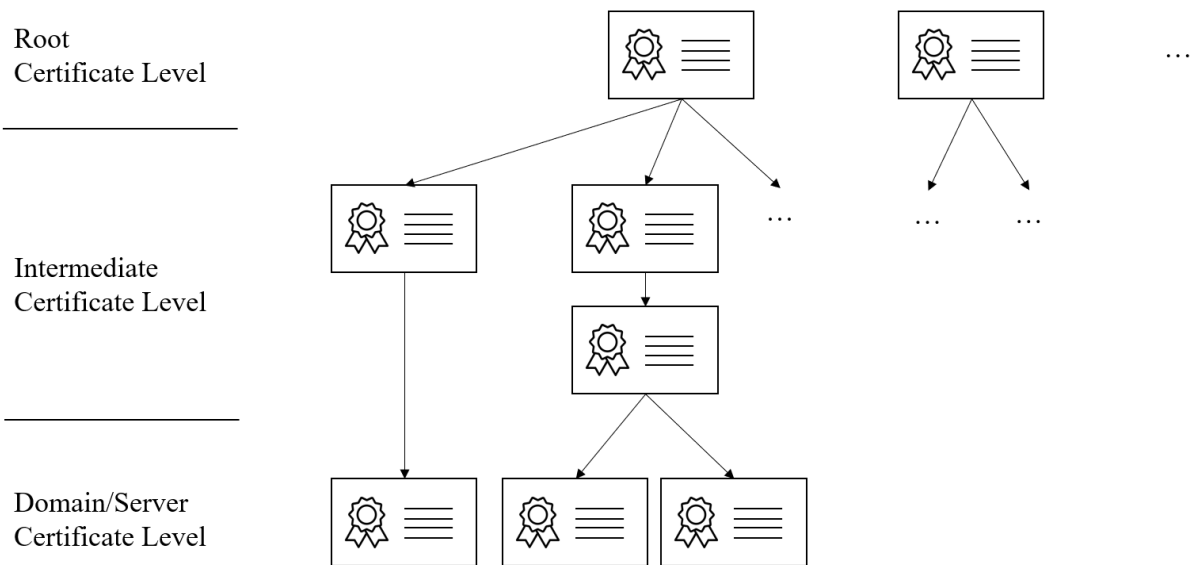 Root
Certificate Level
…
Intermediate
Certificate Level
…
…
…
Domain/Server
Certificate Level